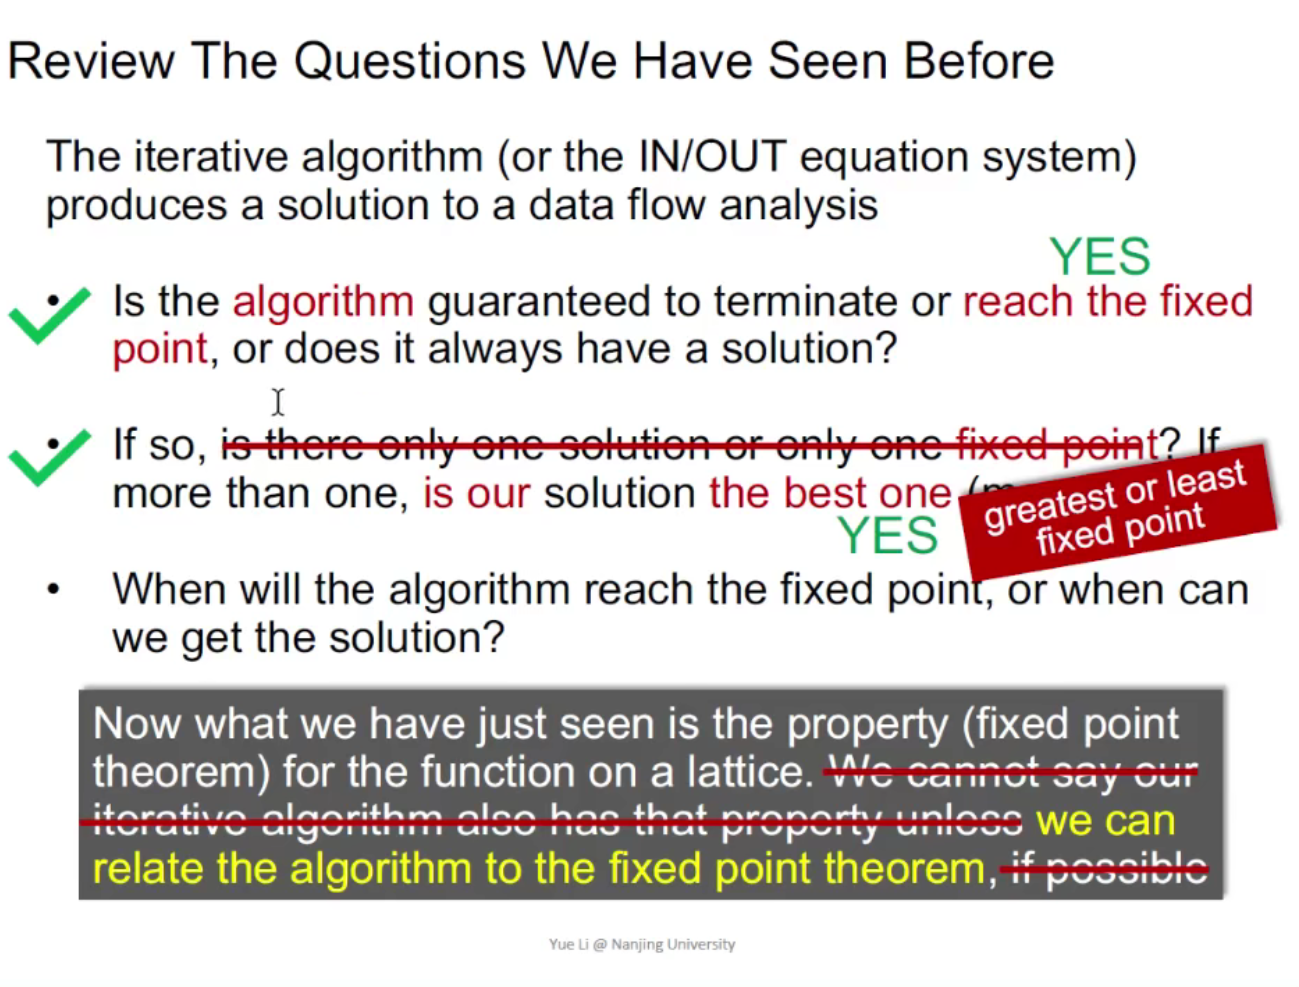 Review The Questions We Have Seen Before
The iterative algorithm (or the IN/OUT equation system)
produces a solution to a data flow analysis
YES
• Is the algorithm guaranteed to terminate or reach the fixed
point, or does it always have a solution?
• If so, is there only one solution or only one fixed point? If
more than one, is our solution the best one (m
greatest or least
fixed point
YES
• When will the algorithm reach the fixed point, or when can
we get the solution?
Now what we have just seen is the property (fixed point
theorem) for the function on a lattice. We cannot say our
iterative algorithm also has that property unless we can
relate the algorithm to the fixed point theorem, if possible
Yue Li @ Nanjing University